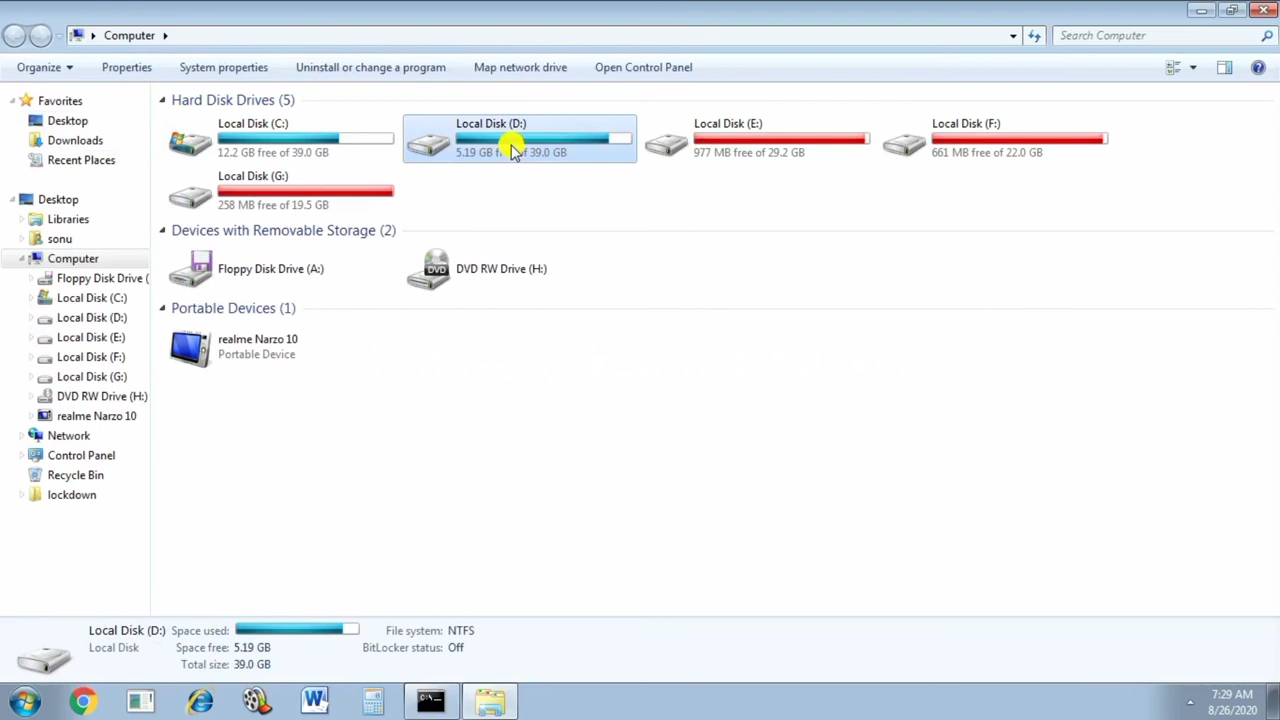 Computer
Search Computer
Organize Properties System properties Uninstall or change a program Map network drive Open Control Panel
Favorites
Desktop
Downloads
Recent Places
Desktop
Libraries
sonu
Computer
Floppy Disk Drive (
Local Disk (C:)
Local Disk (D:)
Local Disk (E:)
Local Disk (F:)
Local Disk (G:)
DVD RW Drive (H:)
realme Narzo 10
Network
Control Panel
Recycle Bin
lockdown
Hard Disk Drives (5)
Local Disk (C:)
12.2 GB free of 39.0 GB
Local Disk (D:)
5.19 GB free of 39.0 GB
Local Disk (E:)
977 MB free of 29.2 GB
Local Disk (F:)
661 MB free of 22.0 GB
Local Disk (G:)
258 MB free of 19.5 GB
Devices with Removable Storage (2)
Floppy Disk Drive (A:)
DVD RW Drive (H:)
DVD
Portable Devices (1)
realme Narzo 10
Portable Device
Local Disk (D:) Space used: File system: NTFS
Local Disk Space free: 5.19 GB BitLocker status: Off
Total size: 39.0 GB
7:29 AM
8/26/2020